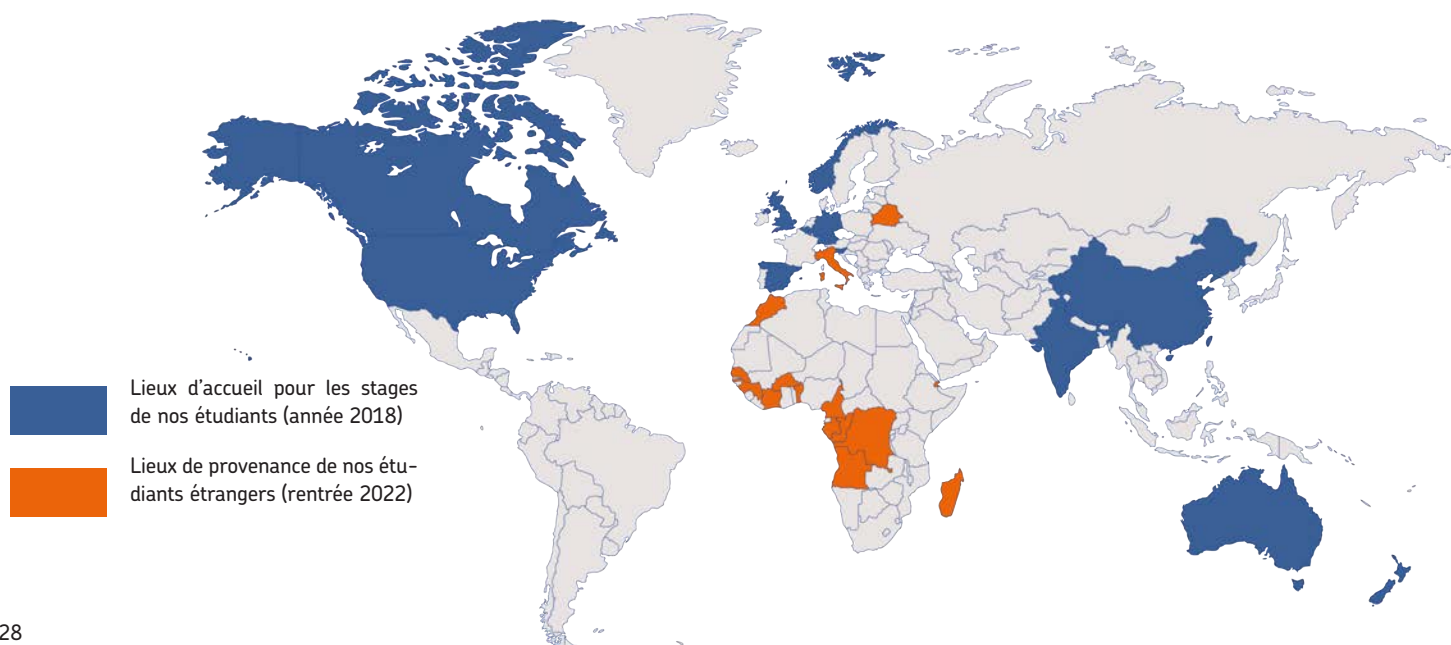 Lieux d'accueil pour les stages
de nos étudiants (année 2018)
Lieux de provenance de nos étu-
diants étrangers (rentrée 2022)
28